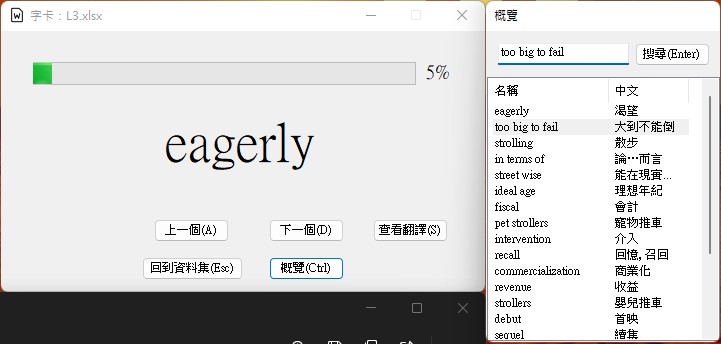 字卡：L3.xlsx
5%
eagerly
上一個(A) 下一個(D) 查看翻譯(S)
回到資料集(Esc) 概覽(Ctrl)
概覽
too big to fail 搜尋(Enter)
名稱 中文
eagerly 渴望
too big to fail 大到不能倒
strolling 散步
in terms of 論…而言
street wise 能在現實...
ideal age 理想年紀
fiscal 會計
pet strollers 寵物推車
intervention 介入
recall 回憶, 召回
commercialization 商業化
revenue 收益
strollers 嬰兒推車
debut 首映
sequel 續集